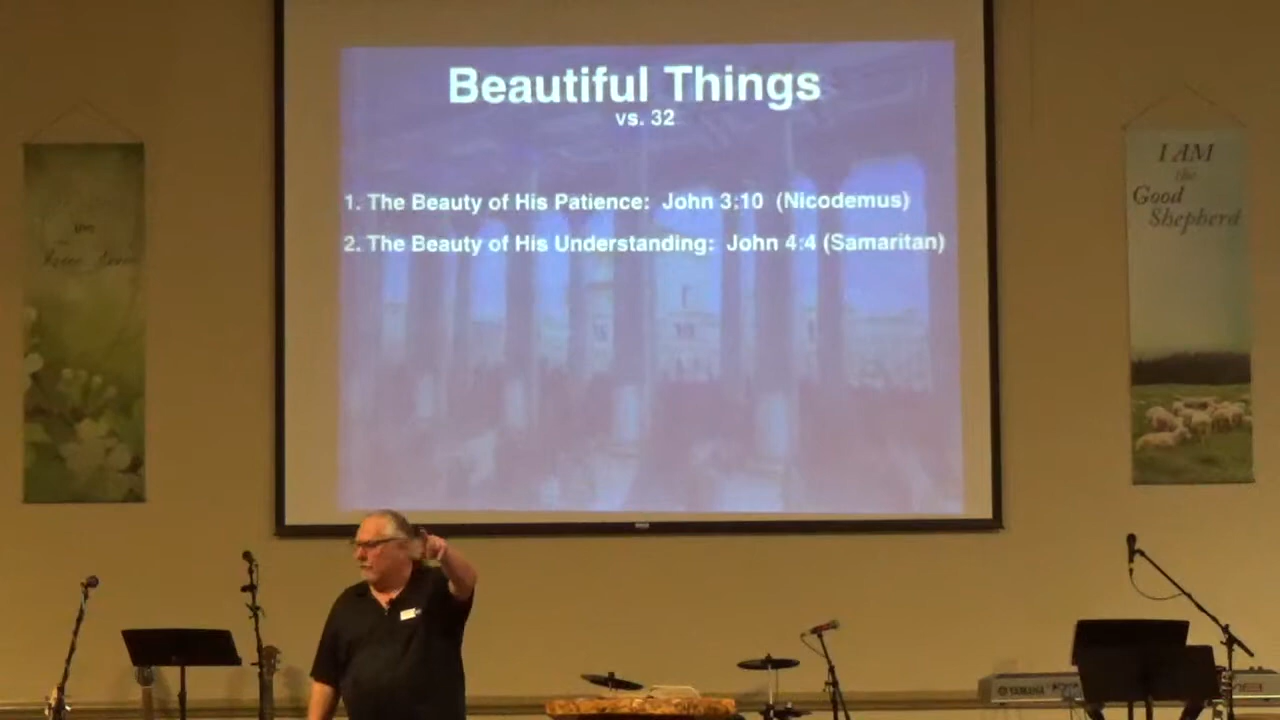 Beautiful Things
vs. 32
1. The Beauty of His Patience: John 3:10 (Nicodemus)
2. The Beauty of His Understanding: John 4:4 (Samaritan)
I AM
the
Good
Shepherd
the
YAMAHA